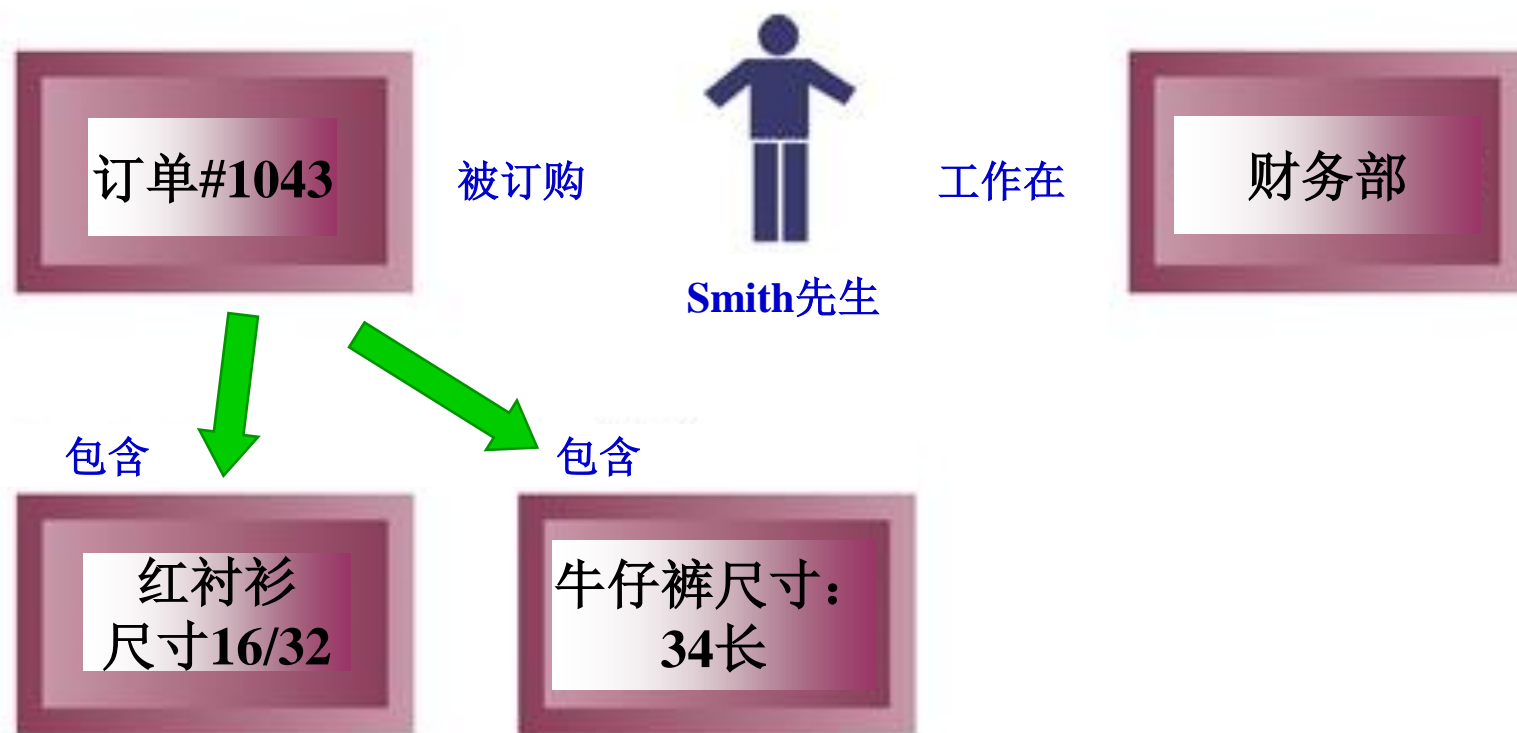 订单#1043
被订购
工作在
财务部
Smith先生
包含
包含
红衬衫
尺寸16/32
牛仔裤尺寸：
34长